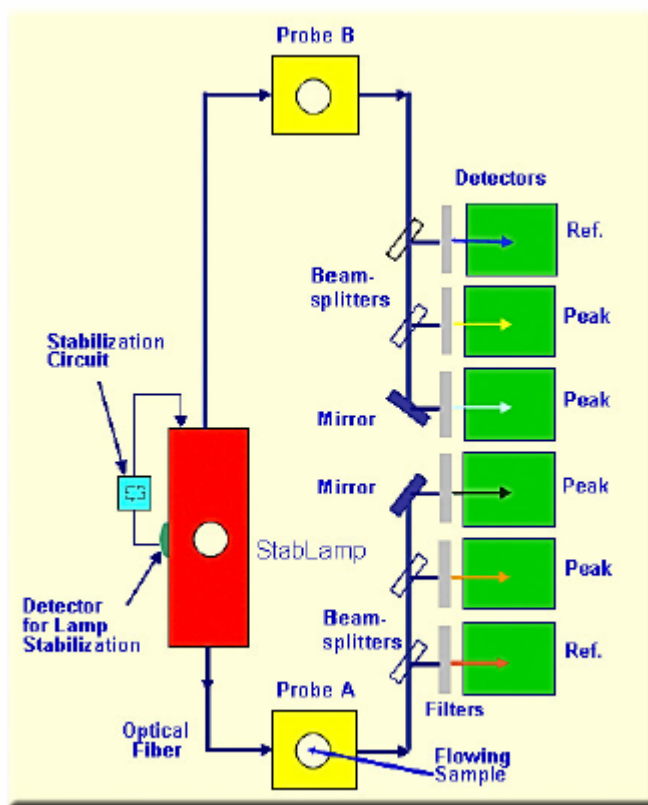 Probe B
Detectors
Ref.
Beam-
splitters
Peak
Stabilization
Circuit
Peak
Mirror
Mirror
Peak
StabLamp
Peak
Detector
for Lamp
Stabilization
Beam-
splitters
Ref.
Probe A
Filters
Optical
Fiber
Flowing
Sample